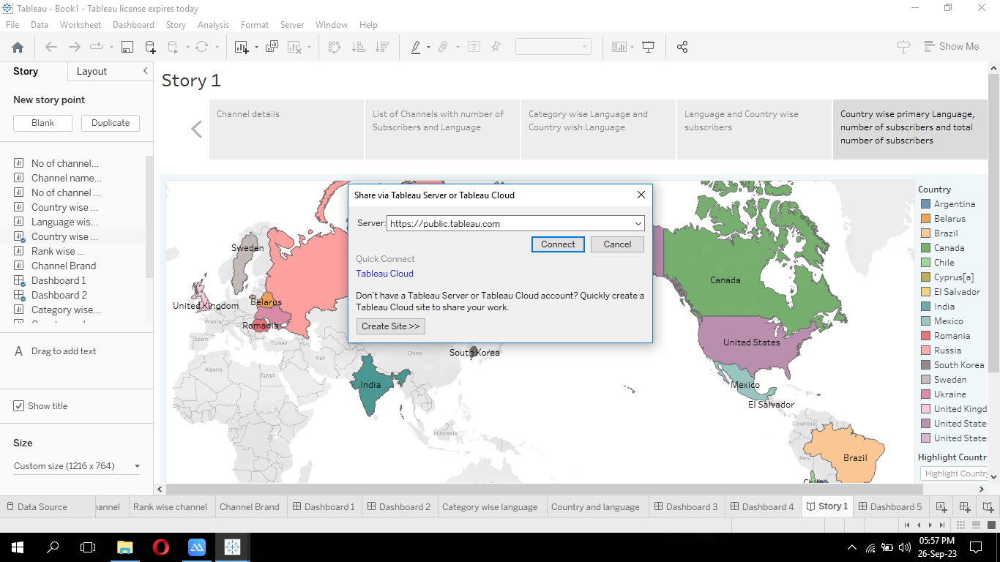 Tableau - Book1 - Tableau license expires today
File Data Worksheet Dashboard Story Analysis Format Server Window Help
Show Me
Story Layout
New story point
Blank Duplicate
No of channel...
Channel name...
No of channel ...
Country wise ...
Language wis...
Country wise ...
Rank wise ...
Channel Brand
Dashboard 1
Dashboard 2
Category wise...
A Drag to add text
Show title
Size
Custom size (1216 x 764)
Story 1
Channel details
List of Channels with number of
Subscribers and Language
Category wise Language and
Country wish Language
Language and Country wise
subscribers
Country wise primary Language,
number of subscribers and total
number of subscribers
Share via Tableau Server or Tableau Cloud
Server: https://public.tableau.com
Connect Cancel
Quick Connect
Tableau Cloud
Don't have a Tableau Server or Tableau Cloud account? Quickly create a
Tableau Cloud site to share your work.
Create Site >>
Sweden
United Kingdom
Belarus
France
Romania
Spain
Turkey
Algeria
Egypt
Iran
China
South Korea
India
Indonesia
Canada
United States
Mexico
El Salvador
Colombia
Peru
Brazil
Country
Argentina
Belarus
Brazil
Canada
Chile
Cyprus[a]
El Salvador
India
Mexico
Romania
Russia
South Korea
Sweden
Ukraine
United Kingd
United State
United State
Highlight Countr
Highlight Country
Data Source hannel Rank wise channel Channel Brand Dashboard 1 Dashboard 2 Category wise language Country and language Dashboard 3 Dashboard 4 Story 1 Dashboard 5
05:57 PM
26-Sep-23